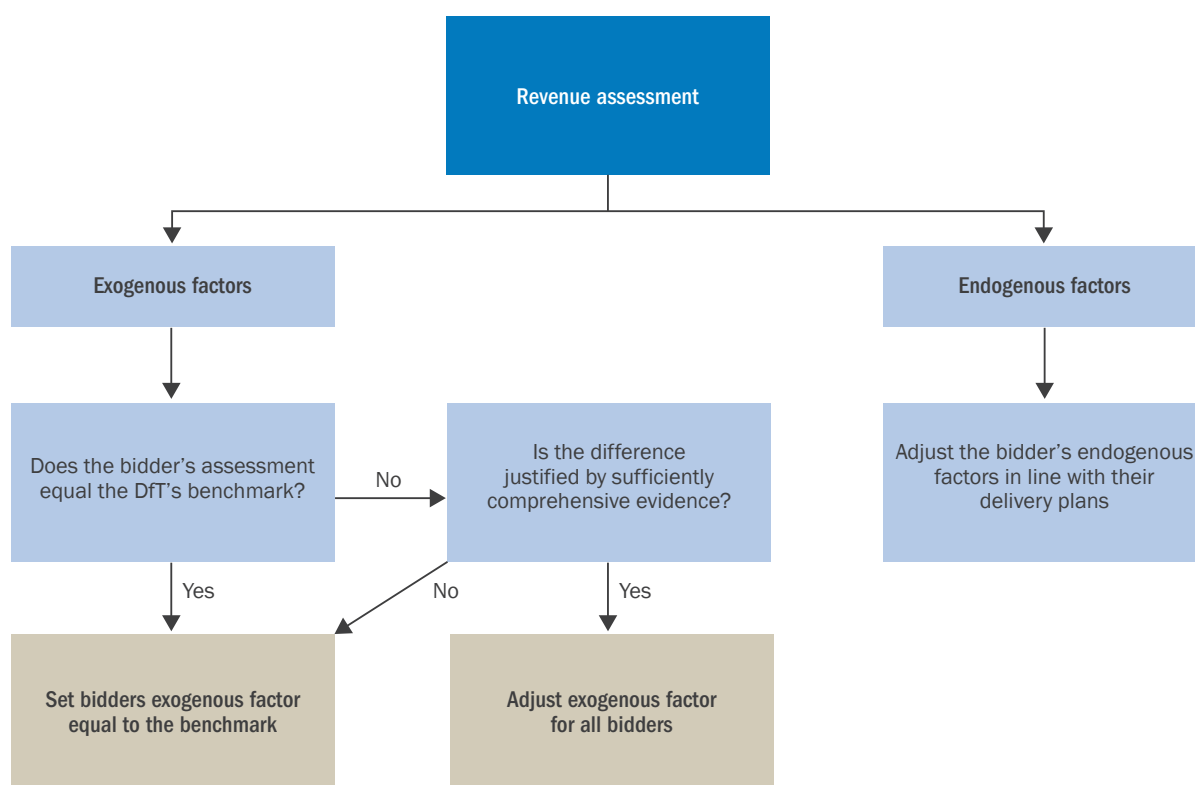 Revenue assessment
Exogenous factors
Endogenous factors
Does the bidder’s assessment
equal the DfT’s benchmark?
No
Is the difference
justified by sufficiently
comprehensive evidence?
Adjust the bidder’s endogenous
factors in line with their
delivery plans
Yes
No
Yes
Set bidders exogenous factor
equal to the benchmark
Adjust exogenous factor
for all bidders